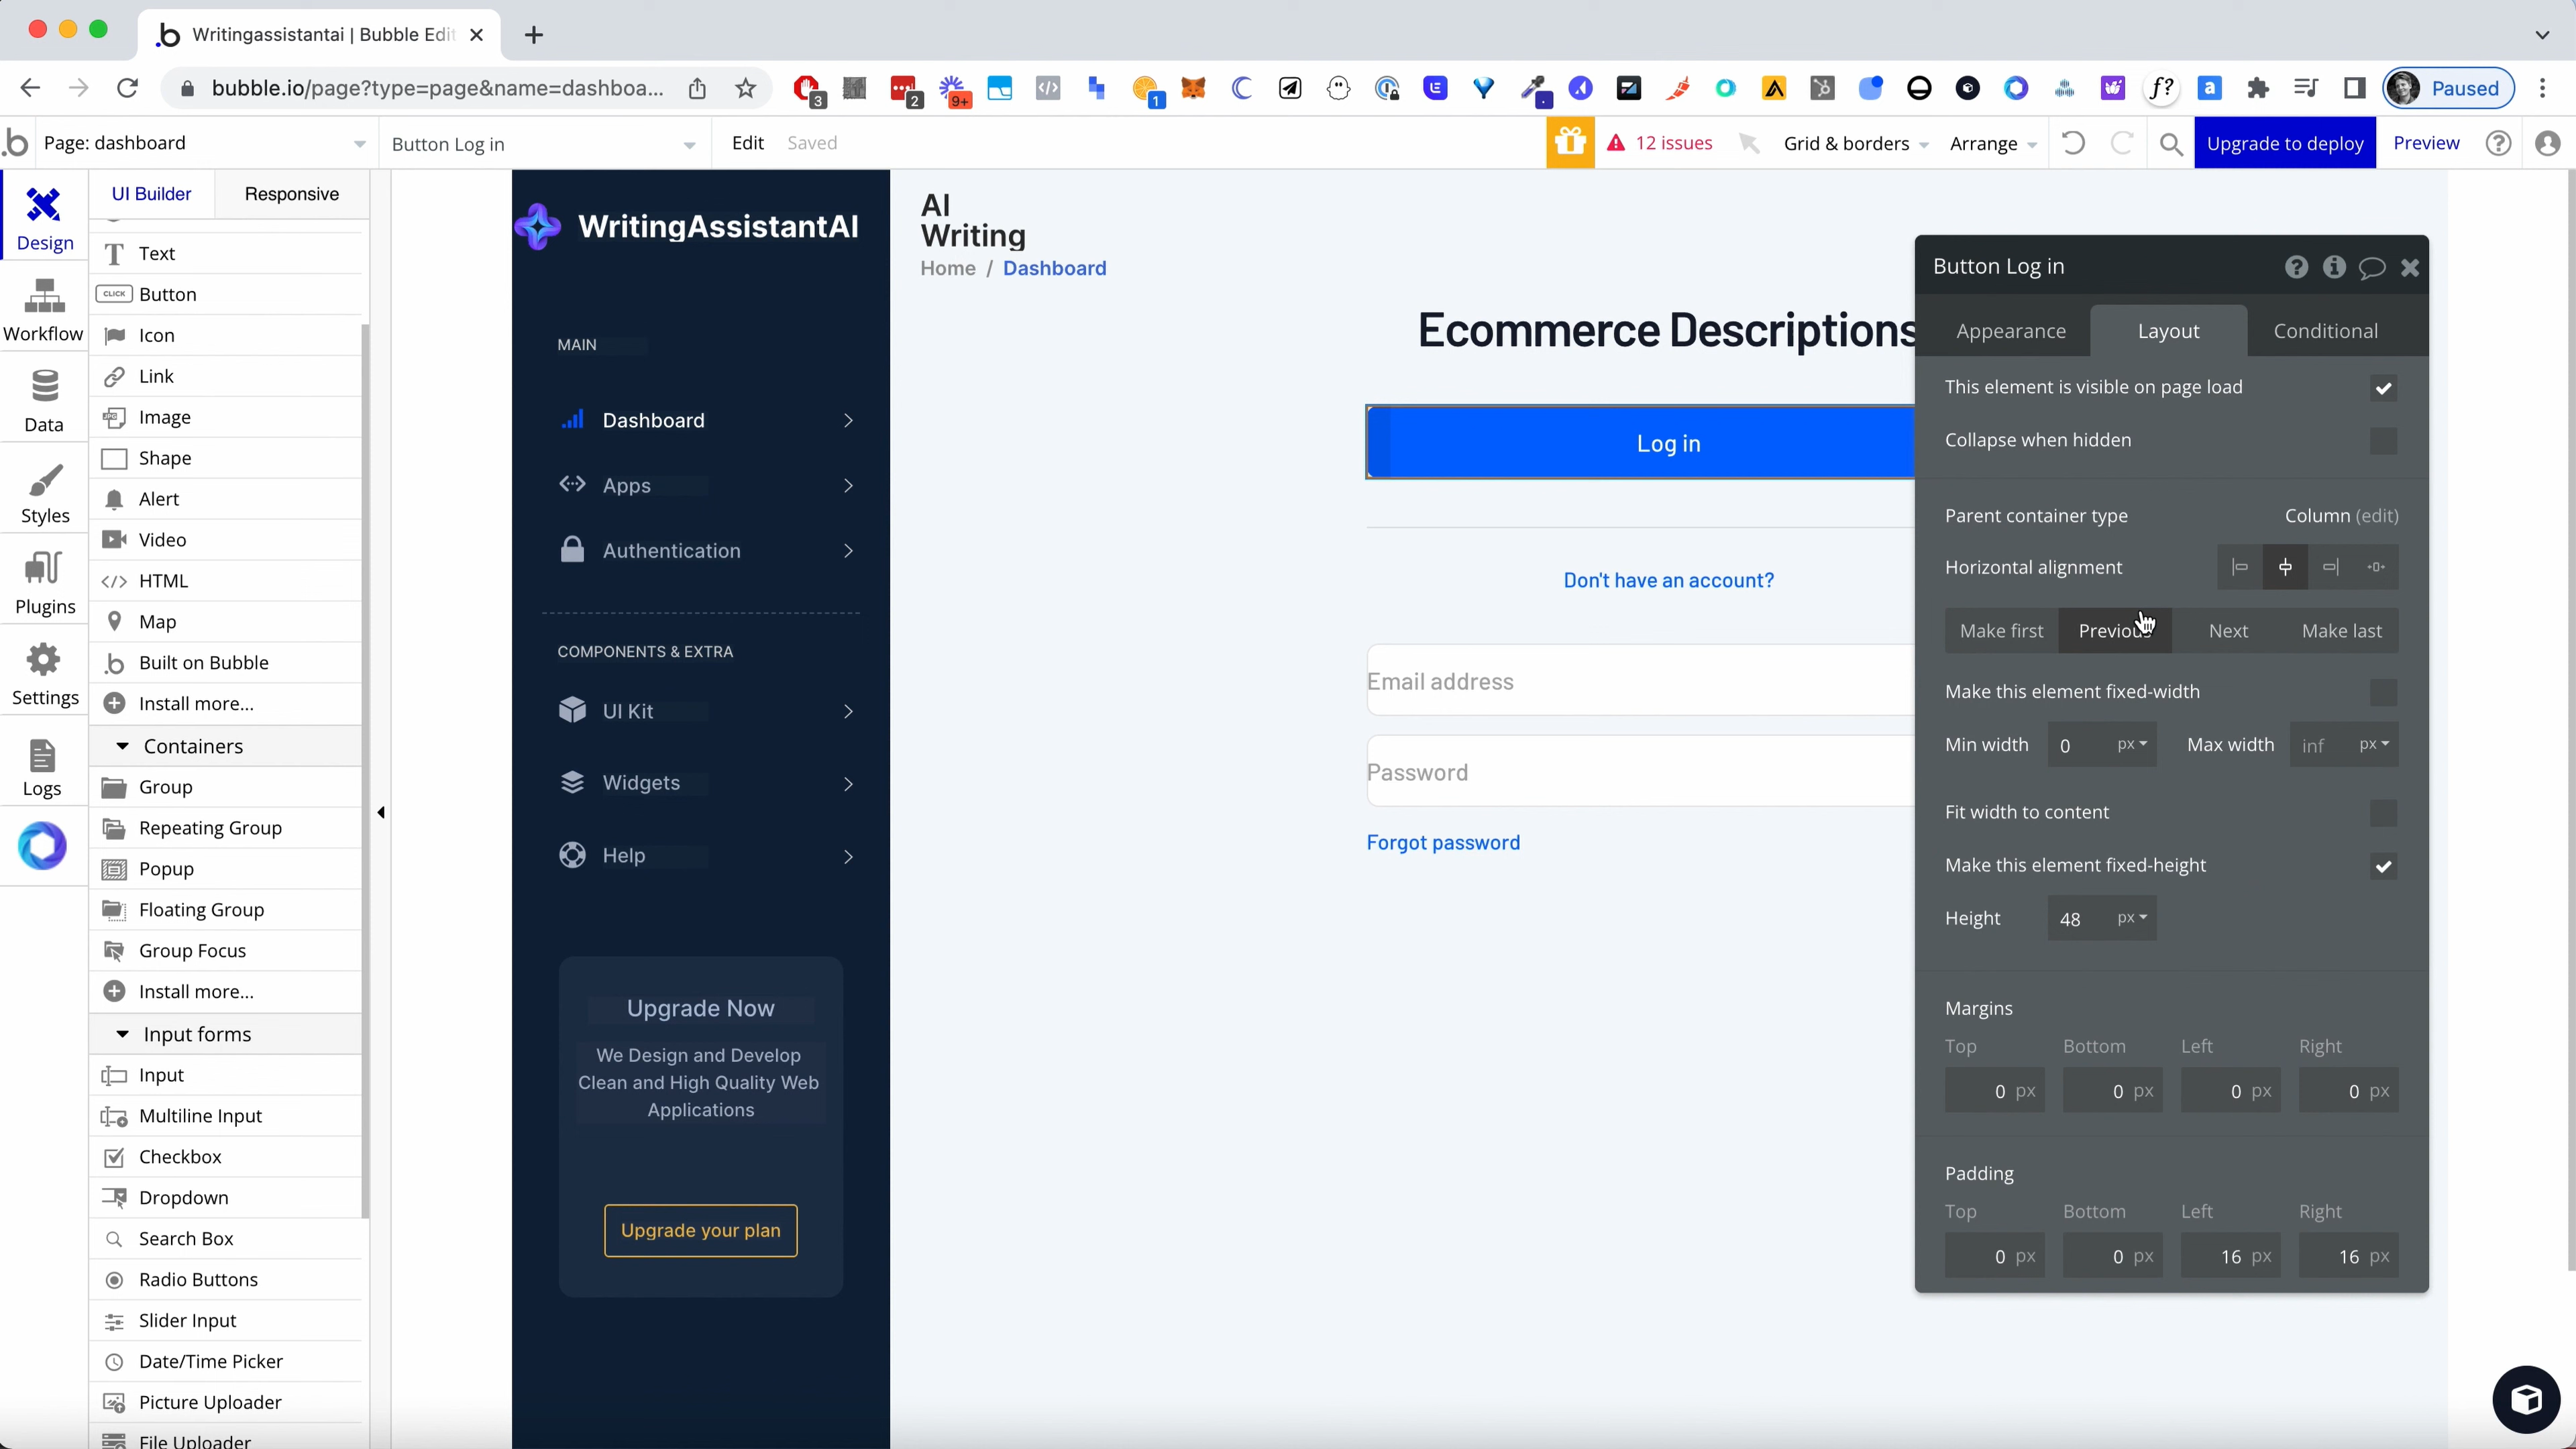 Writingassistantai | Bubble Edit
bubble.io/page?type=page&name=dashboa...
3
2
9+
1
f?
a
Paused
Page: dashboard
Button Log in
Edit
Saved
12 issues
Grid & borders
Arrange
Upgrade to deploy
Preview
Design
Workflow
Data
Styles
Plugins
Settings
Logs
UI Builder
Responsive
Text
CLICK Button
Icon
Link
Image
Shape
Alert
Video
HTML
Map
Built on Bubble
Install more...
Containers
Group
Repeating Group
Popup
Floating Group
Group Focus
Install more...
Input forms
Input
Multiline Input
Checkbox
Dropdown
Search Box
Radio Buttons
Slider Input
Date/Time Picker
Picture Uploader
File Uploader
WritingAssistantAI
MAIN
Dashboard
Apps
Authentication
COMPONENTS & EXTRA
UI Kit
Widgets
Help
Upgrade Now
We Design and Develop
Clean and High Quality Web
Applications
Upgrade your plan
AI
Writing
Home / Dashboard
Ecommerce Descriptions
Log in
Don't have an account?
Email address
Password
Forgot password
Button Log in
Appearance
Layout
Conditional
This element is visible on page load
Collapse when hidden
Parent container type
Column (edit)
Horizontal alignment
Make first
Previous
Next
Make last
Make this element fixed-width
Min width 0 px
Max width inf px
Fit width to content
Make this element fixed-height
Height 48 px
Margins
Top Bottom Left Right
0 px 0 px 0 px 0 px
Padding
Top Bottom Left Right
0 px 0 px 16 px 16 px